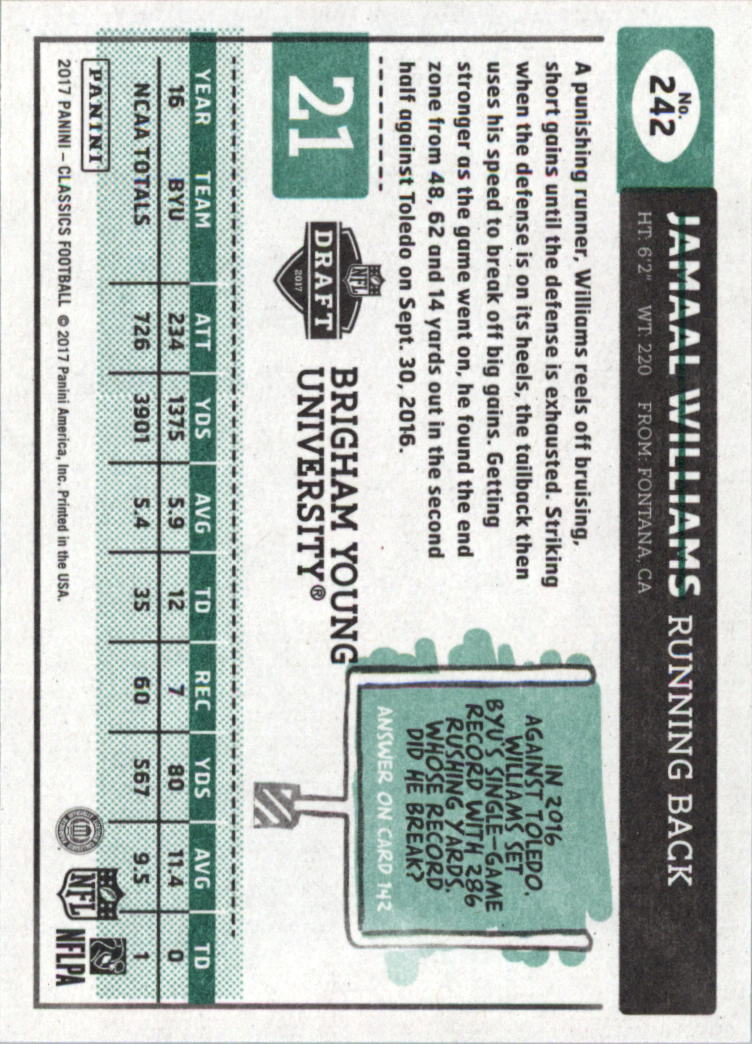 No.
242
JAMAAL WILLIAMS RUNNING BACK
HT: 6'2" WT: 220 FROM: FONTANA, CA
A punishing runner, Williams reels off bruising,
short gains until the defense is exhausted. Striking
when the defense is on its heels, the tailback then
uses his speed to break off big gains. Getting
stronger as the game went on, he found the end
zone from 48, 62 and 14 yards out in the second
half against Toledo on Sept. 30, 2016.
IN 2016
AGAINST TOLEDO,
WILLIAMS SET
BYU'S SINGLE-GAME
RECORD WITH 286
RUSHING YARDS.
WHOSE RECORD
DID HE BREAK?
ANSWER ON CARD 142
21
NFL
DRAFT
2017
BRIGHAM YOUNG
UNIVERSITY®
YEAR TEAM ATT YDS AVG TD REC YDS AVG TD
16 BYU 234 1375 5.9 12 7 80 11.4 0
NCAA TOTALS 726 3901 5.4 35 60 567 9.5 1
PANINI
2017 PANINI – CLASSICS FOOTBALL © 2017 Panini America, Inc. Printed in the USA.
NFL
NFLPA